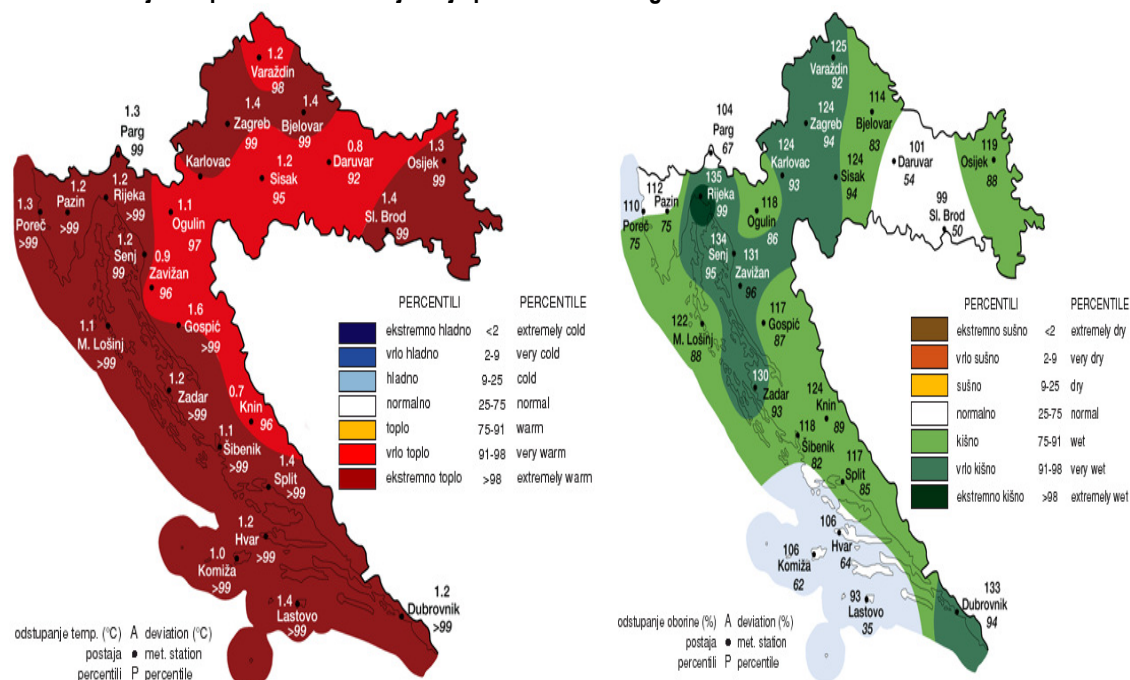 1.2
Varaždin
98
1.4
Zagreb
99
1.4
Bjelovar
99
1.3
Parg
99
Karlovac
1.2
Sisak
95
0.8
Daruvar
92
1.3
Osijek
99
1.4
Sl. Brod
99
1.3
Poreč
>99
1.2
Pazin
>99
1.2
Rijeka
>99
1.1
Ogulin
97
1.2
Senj
99
0.9
Zavižan
96
1.6
Gospić
>99
1.1
M. Lošinj
>99
1.2
Zadar
>99
0.7
Knin
96
1.1
Šibenik
>99
1.4
Split
>99
1.2
Hvar
>99
1.0
Komiža
>99
1.4
Lastovo
>99
1.2
Dubrovnik
>99
PERCENTILI PERCENTILE
ekstremno hladno <2 extremely cold
vrlo hladno 2-9 very cold
hladno 9-25 cold
normalno 25-75 normal
toplo 75-91 warm
vrlo toplo 91-98 very warm
ekstremno toplo >98 extremely warm
odstupanje temp. (°C) A deviation (°C)
postaja ● met. station
percentili P percentile
125
Varaždin
92
124
Zagreb
94
114
Bjelovar
83
104
Parg
67
124
Karlovac
93
124
Sisak
94
101
Daruvar
54
119
Osijek
88
99
Sl. Brod
50
110
Poreč
75
112
Pazin
75
135
Rijeka
99
118
Ogulin
86
134
Senj
95
131
Zavižan
96
117
Gospić
87
122
M. Lošinj
88
130
Zadar
93
124
Knin
89
118
Šibenik
82
117
Split
85
106
Hvar
64
106
Komiža
62
93
Lastovo
35
133
Dubrovnik
94
PERCENTILI PERCENTILE
ekstremno sušno <2 extremely dry
vrlo sušno 2-9 very dry
sušno 9-25 dry
normalno 25-75 normal
kišno 75-91 wet
vrlo kišno 91-98 very wet
ekstremno kišno >98 extremely wet
odstupanje oborine (%) A deviation (%)
postaja ● met. station
percentili P percentile